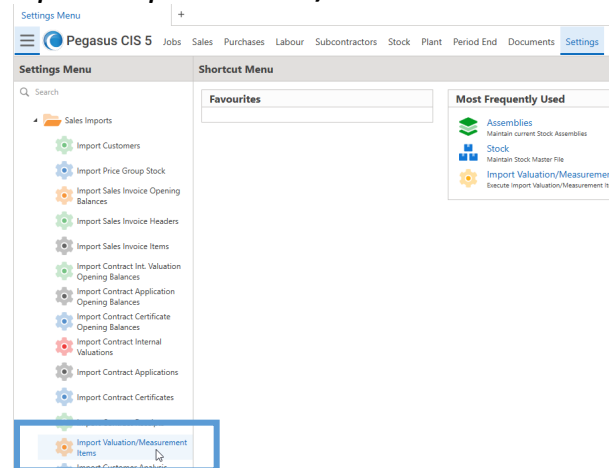 Settings Menu +
Pegasus CIS 5 Jobs Sales Purchases Labour Subcontractors Stock Plant Period End Documents Settings
Settings Menu
Shortcut Menu
Search
Sales Imports
Import Customers
Import Price Group Stock
Import Sales Invoice Opening
Balances
Import Sales Invoice Headers
Import Sales Invoice Items
Import Contract Int. Valuation
Opening Balances
Import Contract Application
Opening Balances
Import Contract Certificate
Opening Balances
Import Contract Internal
Valuations
Import Contract Applications
Import Contract Certificates
Import Valuation/Measurement
Items
Import Customer Analysis
Favourites
Most Frequently Used
Assemblies
Maintain current Stock Assemblies
Stock
Maintain Stock Master File
Import Valuation/Measuremen
Execute Import Valuation/Measurement It